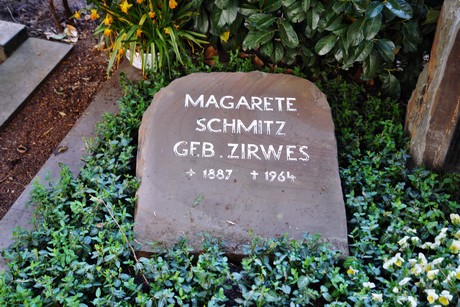 MAGARETE
SCHMITZ
GEB. ZIRWES
+ 1887 + 1964